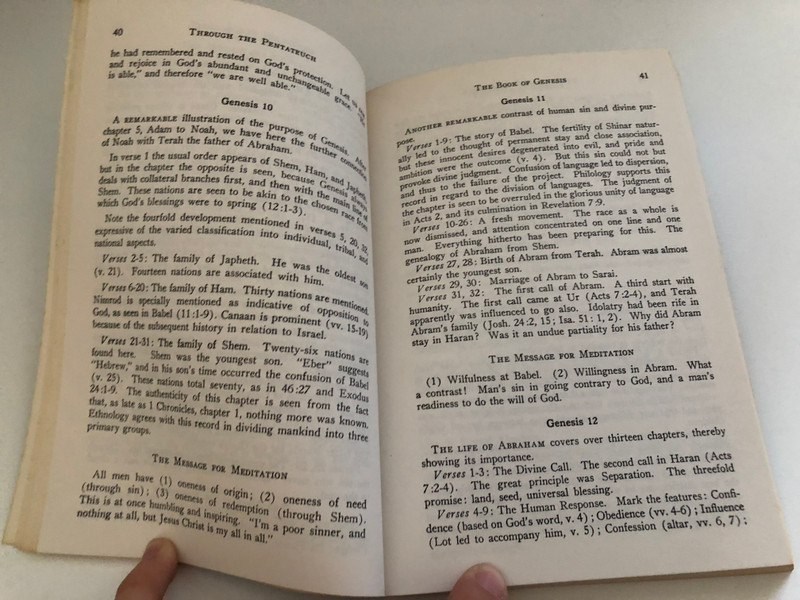 40
THROUGH THE PENTATEUCH
he had remembered and rested on God's protection. Let us
and rejoice in God's abundant and unchangeable grace.
is able," and therefore "we are well able."
Genesis 10
A REMARKABLE illustration of the purpose of Genesis. After
chapter 5, Adam to Noah, we have here the further connection
of Noah with Terah the father of Abraham.
In verse 1 the usual order appears of Shem, Ham, and Japheth,
but in the chapter the opposite is seen, because Genesis always
deals with collateral branches first, and then with the main line of
Shem. These nations are seen to be akin to the chosen race from
which God's blessings were to spring (12:1-3).
Note the fourfold development mentioned in verses 5, 20, 32,
expressive of the varied classification into individual, tribal, and
national aspects.
Verses 2-5: The family of Japheth. He was the oldest son
(v. 21). Fourteen nations are associated with him.
Verses 6-20: The family of Ham. Thirty nations are mentioned.
Nimrod is specially mentioned as indicative of opposition to
God, as seen in Babel (11:1-9). Canaan is prominent (vv. 15-19)
because of the subsequent history in relation to Israel.
Verses 21-31: The family of Shem. Twenty-six nations are
found here. Shem was the youngest son. "Eber" suggests
"Hebrew," and in his son's time occurred the confusion of Babel
(v. 25). These nations total seventy, as in 46:27 and Exodus
24:1-9. The authenticity of this chapter is seen from the fact
that, as late as 1 Chronicles, chapter 1, nothing more was known.
Ethnology agrees with this record in dividing mankind into three
primary groups.
THE MESSAGE FOR MEDITATION
All men have (1) oneness of origin; (2) oneness of need
(through sin); (3) oneness of redemption (through Shem).
This is at once humbling and inspiring. "I'm a poor sinner, and
nothing at all, but Jesus Christ is my all in all."
THE BOOK OF GENESIS
41
Genesis 11
ANOTHER REMARKABLE contrast of human sin and divine pur-
pose.
Verses 1-9: The story of Babel. The fertility of Shinar natur-
ally led to the thought of permanent stay and close association,
but these innocent desires degenerated into evil, and pride and
ambition were the outcome (v. 4). But this sin could not but
provoke divine judgment. Confusion of language led to dispersion,
and thus to the failure of the project. Philology supports this
record in regard to the division of languages. The judgment of
the chapter is seen to be overruled in the glorious unity of language
in Acts 2, and its culmination in Revelation 7:9.
Verses 10-26: A fresh movement. The race as a whole is
now dismissed, and attention concentrated on one line and one
man. Everything hitherto has been preparing for this. The
genealogy of Abraham from Shem.
Verses 27, 28: Birth of Abram from Terah. Abram was almost
certainly the youngest son.
Verses 29, 30: Marriage of Abram to Sarai.
Verses 31, 32: The first call of Abram. A third start with
humanity. The first call came at Ur (Acts 7:2-4), and Terah
apparently was influenced to go also. Idolatry had been rife in
Abram's family (Josh. 24:2, 15; Isa. 51:1, 2). Why did Abram
stay in Haran? Was it an undue partiality for his father?
THE MESSAGE FOR MEDITATION
(1) Wilfulness at Babel. (2) Willingness in Abram. What
a contrast! Man's sin in going contrary to God, and a man's
readiness to do the will of God.
Genesis 12
THE LIFE OF ABRAHAM covers over thirteen chapters, thereby
showing its importance.
Verses 1-3: The Divine Call. The second call in Haran (Acts
7:2-4). The great principle was Separation. The threefold
promise: land, seed, universal blessing.
Verses 4-9: The Human Response. Mark the features: Confi-
dence (based on God's word, v. 4); Obedience (vv. 4-6); Influence
(Lot led to accompany him, v. 5); Confession (altar, vv. 6, 7);